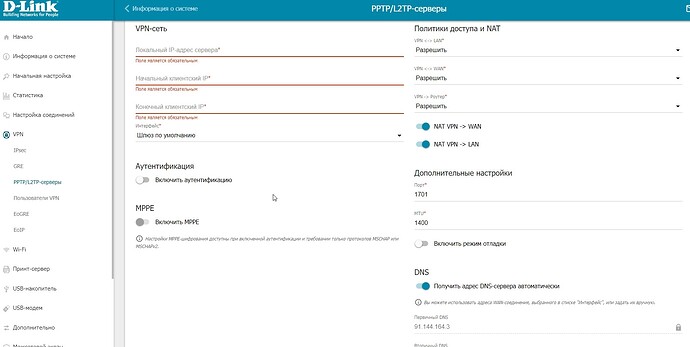 D-Link
Building Networks for People
Информация о системе
PPTP/L2TP-серверы
Начало
Информация о системе
Начальная настройка
Статистика
Настройка соединений
VPN
IPsec
GRE
PPTP/L2TP-серверы
Пользователи VPN
EoGRE
EoIP
Wi-Fi
Принт-сервер
USB-накопитель
USB-модем
Дополнительно
Межсетевой экран
VPN-сеть
Локальный IP-адрес сервера*
Поле является обязательным
Начальный клиентский IP*
Поле является обязательным
Конечный клиентский IP*
Поле является обязательным
Интерфейс*
Шлюз по умолчанию
Аутентификация
Включить аутентификацию
MPPE
Включить MPPE
Настройки MPPE-шифрования доступны при включенной аутентификации и требовании только протоколов MSCHAP или
MSCHAPv2.
Политики доступа и NAT
VPN <-> LAN*
Разрешить
VPN <-> WAN*
Разрешить
VPN -> Роутер*
Разрешить
NAT VPN -> WAN
NAT VPN -> LAN
Дополнительные настройки
Порт*
1701
MTU*
1400
Включить режим отладки
DNS
Получить адрес DNS-сервера автоматически
Вы можете использовать адреса WAN-соединения, выбранного в списке "Интерфейс", или задать их вручную.
Первичный DNS
91.144.164.3
Вторичный DNS